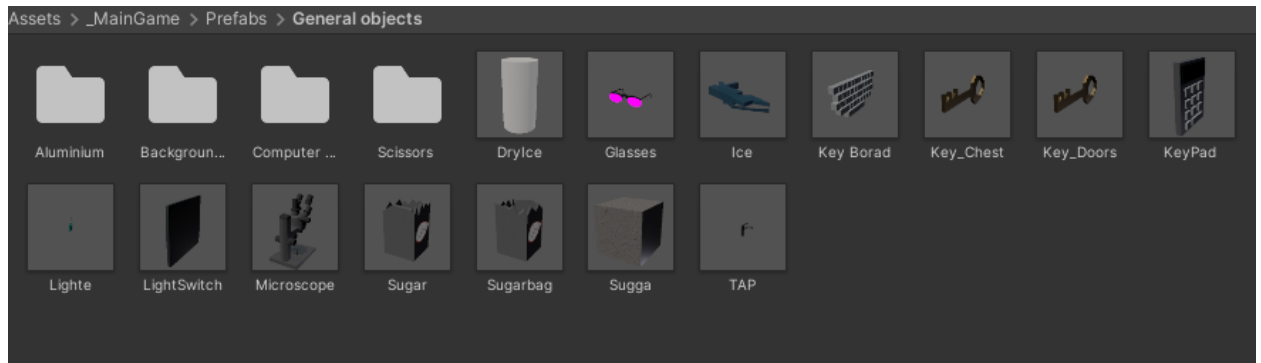 Assets > _MainGame > Prefabs > General objects
Aluminium Backgroun... Computer ... Scissors DryIce Glasses Ice Key Borad Key_Chest Key_Doors KeyPad
Lighte LightSwitch Microscope Sugar Sugarbag Sugga TAP